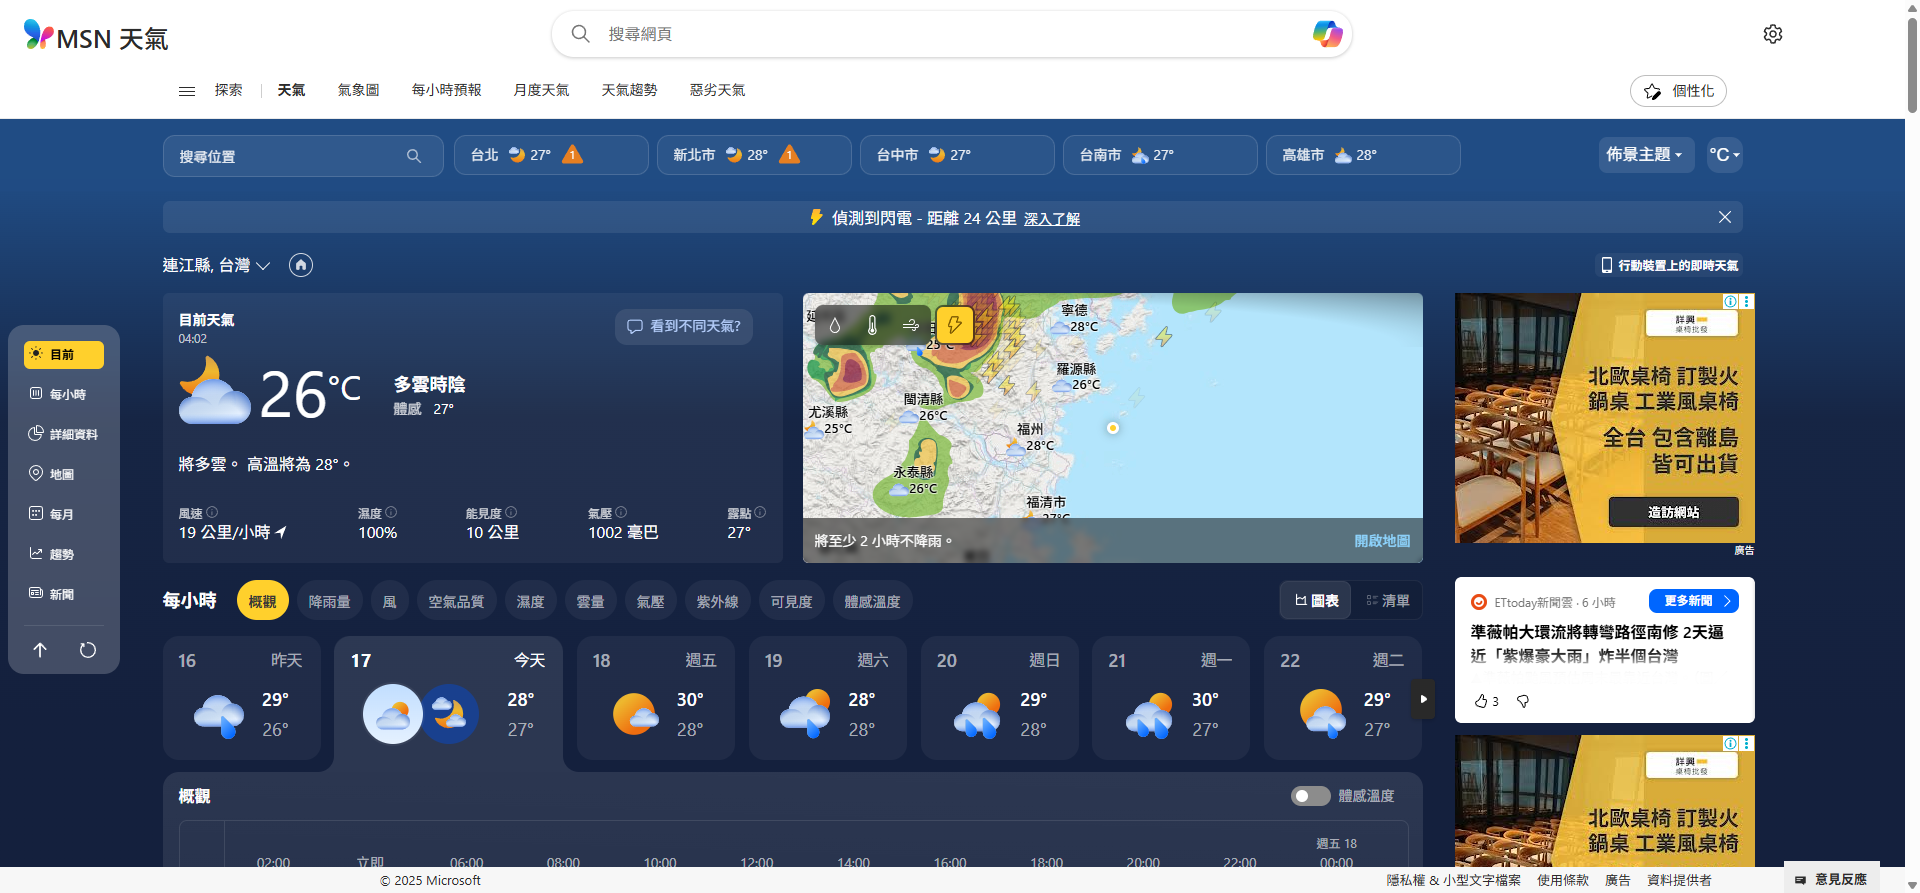 MSN 天氣
搜尋網頁
探索
天氣
氣象圖
每小時預報
月度天氣
天氣趨勢
惡劣天氣
個性化
搜尋位置
台北 27° 1
新北市 28° 1
台中市 27°
台南市 27°
高雄市 28°
佈景主題
°C
偵測到閃電 - 距離 24 公里 深入了解
連江縣, 台灣
行動裝置上的即時天氣
目前
每小時
詳細資料
地圖
每月
趨勢
新聞
目前天氣
04:02
看到不同天氣?
26°C
多雲時陰
體感 27°
將多雲。 高溫將為 28°。
風速
19 公里/小時
濕度
100%
能見度
10 公里
氣壓
1002 毫巴
露點
27°
寧德
28°C
25°C
羅源縣
26°C
閩清縣
26°C
尤溪縣
25°C
福州
28°C
永泰縣
26°C
福清市
27°C
將至少 2 小時不降雨。
開啟地圖
詳興
桌椅批發
北歐桌椅 訂製火
鍋桌 工業風桌椅
全台 包含離島
皆可出貨
造訪網站
廣告
每小時
概觀
降雨量
風
空氣品質
濕度
雲量
氣壓
紫外線
可見度
體感溫度
圖表
清單
16 昨天
29°
26°
17 今天
28°
27°
18 週五
30°
28°
19 週六
28°
28°
20 週日
29°
28°
21 週一
30°
27°
22 週二
29°
27°
ETtoday新聞雲 · 6 小時
更多新聞
準薇帕大環流將轉彎路徑南修 2天逼
近「紫爆豪大雨」炸半個台灣
3
詳興
桌椅批發
北歐桌椅 訂製火
鍋桌 工業風桌椅
概觀
體感溫度
週五 18
02:00
立即
06:00
08:00
10:00
12:00
14:00
16:00
18:00
20:00
22:00
00:00
© 2025 Microsoft
隱私權 & 小型文字檔案
使用條款
廣告
資料提供者
意見反應